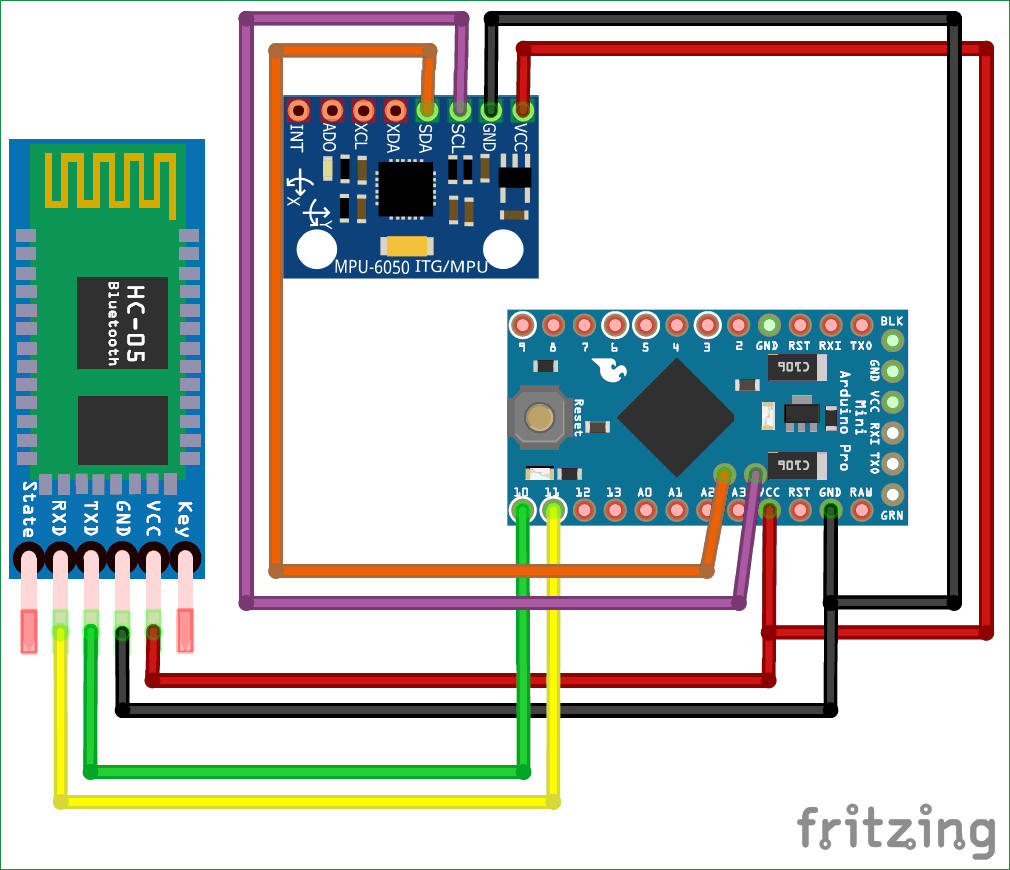 INT
ADO
XCL
XDA
SDA
SCL
GND
VCC
X
Y
MPU-6050 ITG/MPU
HC-05
Bluetooth
State
RXD
TXD
GND
VCC
Key
9 8 7 6 5 4 3 2 GND RST RXI TXO
BLK
GND
VCC
RXI
TXO
GRN
C106
Arduino Pro
Mini
Reset
C106
10 11 12 13 A0 A1 A2 A3 VCC RST GND RAW
fritzing